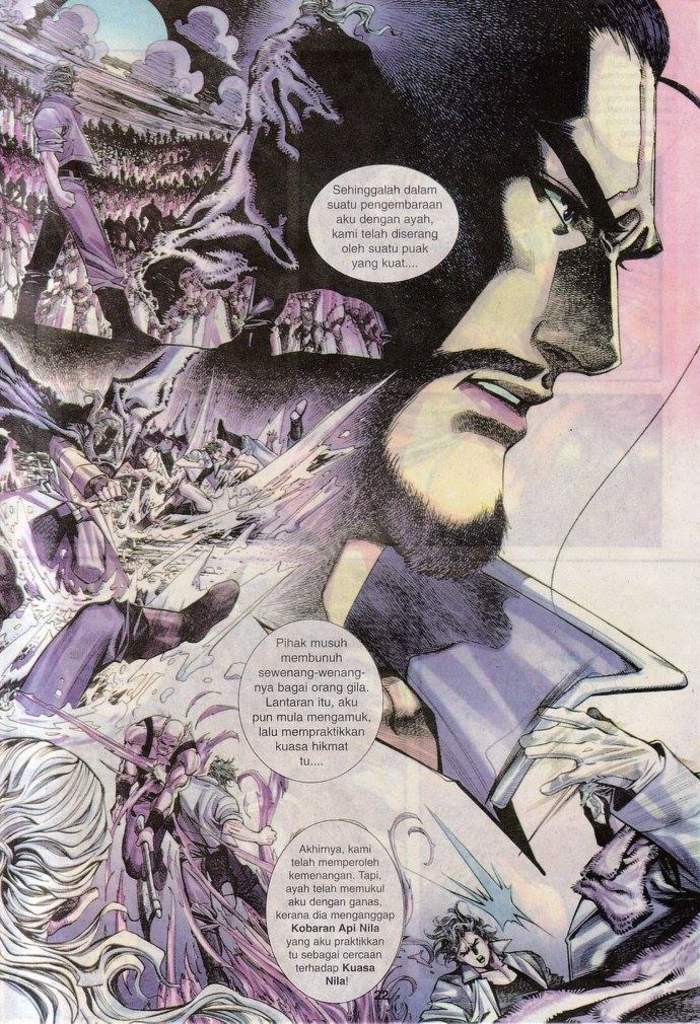 Sehinggalah dalam
suatu pengembaraan
aku dengan ayah,
kami telah diserang
oleh suatu puak
yang kuat....
Pihak musuh
membunuh
sewenang-wenang-
nya bagai orang gila.
Lantaran itu, aku
pun mula mengamuk,
lalu mempraktikkan
kuasa hikmat
tu....
Akhirnya, kami
telah memperoleh
kemenangan. Tapi,
ayah telah memukul
aku dengan ganas,
kerana dia menganggap
Kobaran Api Nila
yang aku praktikkan
tu sebagai cercaan
terhadap Kuasa
Nila!
22